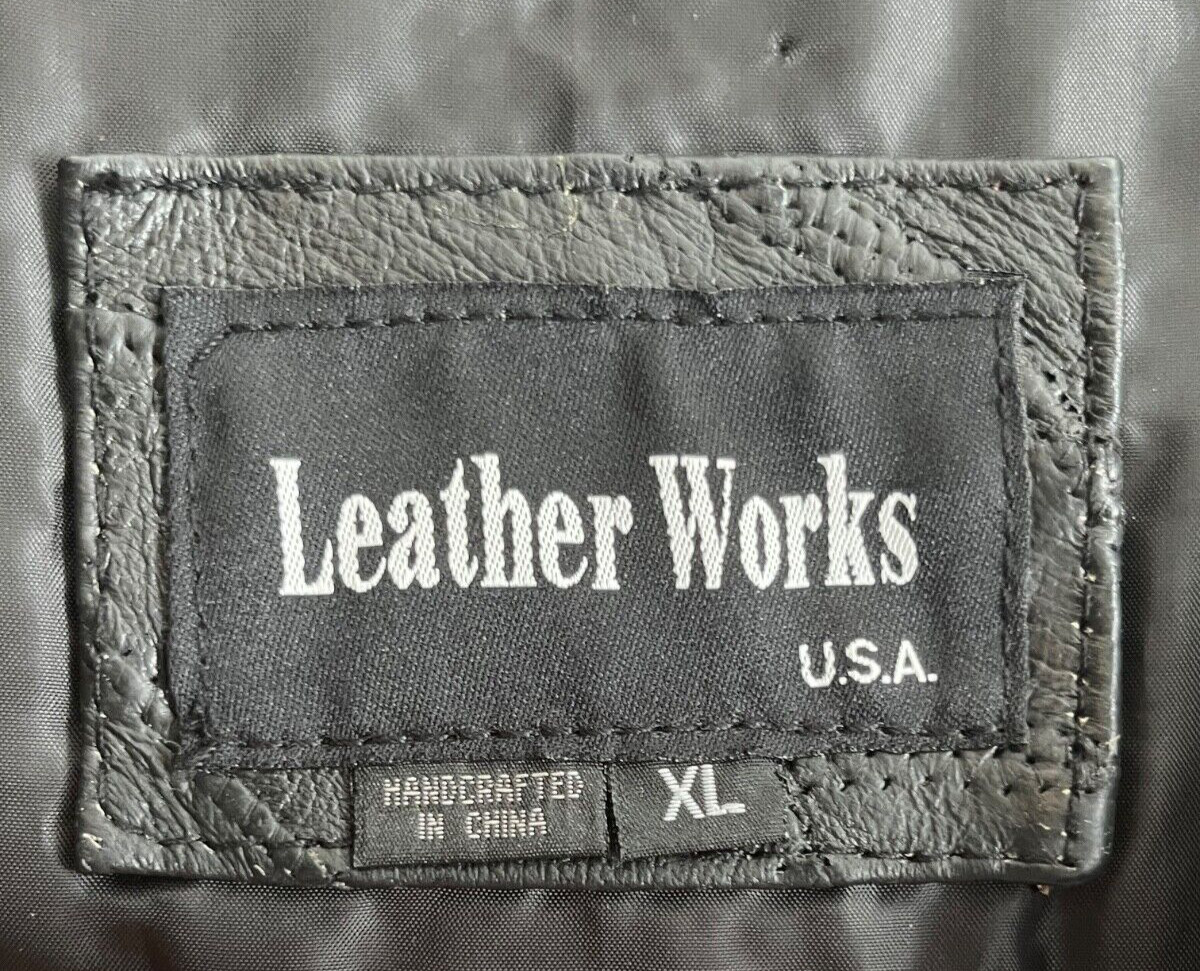 Leather Works
U.S.A.
HANDCRAFTED
IN CHINA
XL